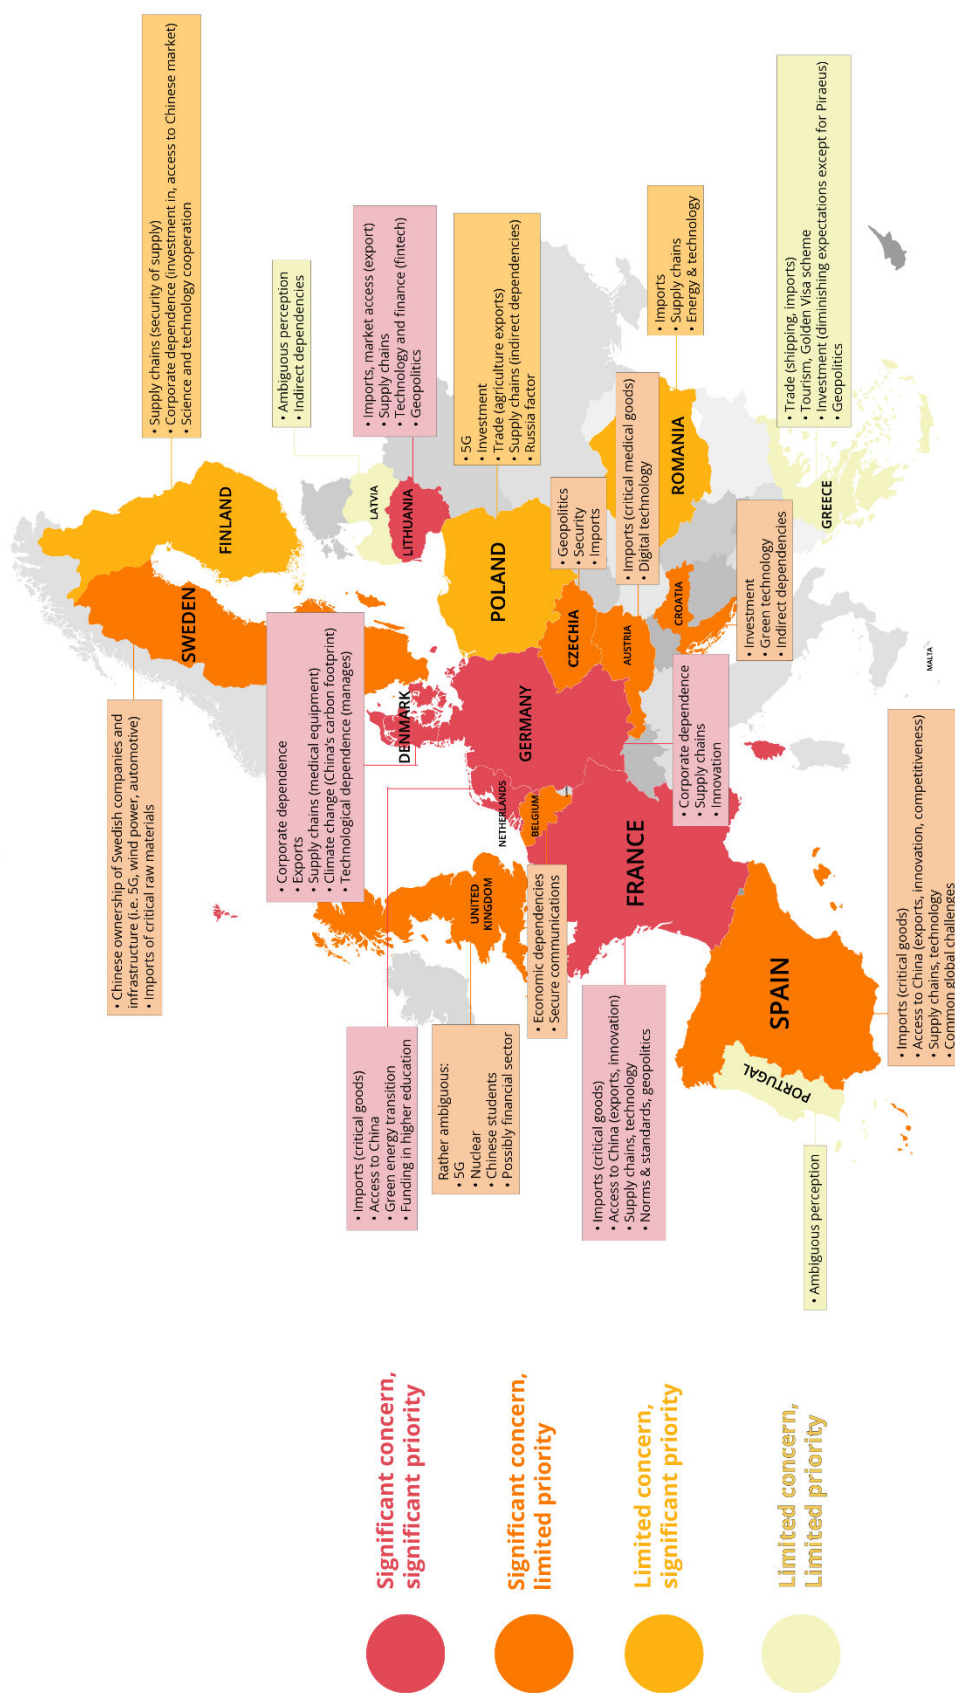 • Chinese ownership of Swedish companies and
infrastructure (i.e. 5G, wind power, automotive)
• Imports of critical raw materials
• Supply chains (security of supply)
• Corporate dependence (investment in, access to Chinese market)
• Science and technology cooperation
SWEDEN
FINLAND
• Ambiguous perception
• Indirect dependencies
LATVIA
• Corporate dependence
• Exports
• Supply chains (medical equipment)
• Climate change (China's carbon footprint)
• Technological dependence (manages)
DENMARK
• Imports, market access (export)
• Supply chains
• Technology and finance (fintech)
• Geopolitics
LITHUANIA
• Imports (critical goods)
• Access to China
• Green energy transition
• Funding in higher education
NETHERLANDS
Rather ambiguous:
• 5G
• Nuclear
• Chinese students
• Possibly financial sector
UNITED
KINGDOM
• 5G
• Investment
• Trade (agriculture exports)
• Supply chains (indirect dependencies)
• Russia factor
POLAND
GERMANY
BELGIUM
• Economic dependencies
• Secure communications
CZECHIA
• Geopolitics
• Security
• Imports
• Imports (critical goods)
• Access to China (exports, innovation)
• Supply chains, technology
• Norms & standards, geopolitics
FRANCE
AUSTRIA
• Imports (critical medical goods)
• Digital technology
• Imports
• Supply chains
• Energy & technology
ROMANIA
• Corporate dependence
• Supply chains
• Innovation
CROATIA
• Investment
• Green technology
• Indirect dependencies
SPAIN
PORTUGAL
• Ambiguous perception
GREECE
• Trade (shipping, imports)
• Tourism, Golden Visa scheme
• Investment (diminishing expectations except for Piraeus)
• Geopolitics
• Imports (critical goods)
• Access to China (exports, innovation, competitiveness)
• Supply chains, technology
• Common global challenges
MALTA
Significant concern,
significant priority
Significant concern,
limited priority
Limited concern,
significant priority
Limited concern,
Limited priority